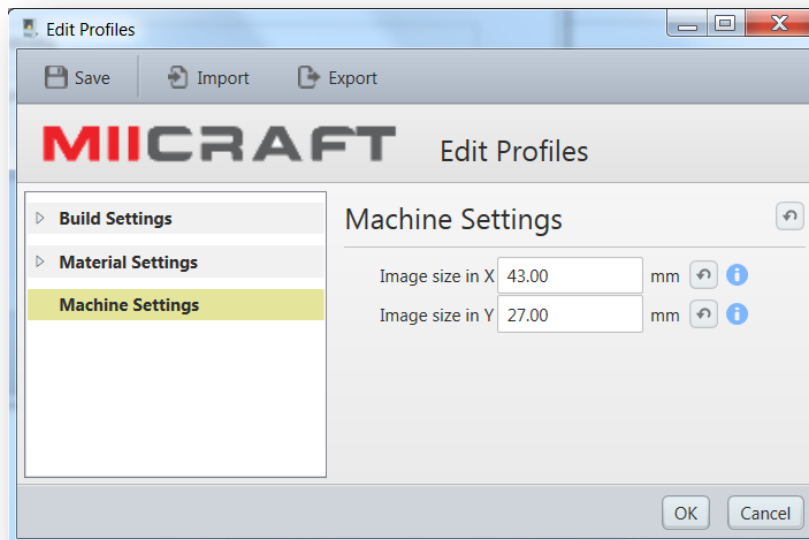 Edit Profiles
Save Import Export
MIICRAFT Edit Profiles
Build Settings
Material Settings
Machine Settings
Machine Settings
Image size in X 43.00 mm
Image size in Y 27.00 mm
OK Cancel